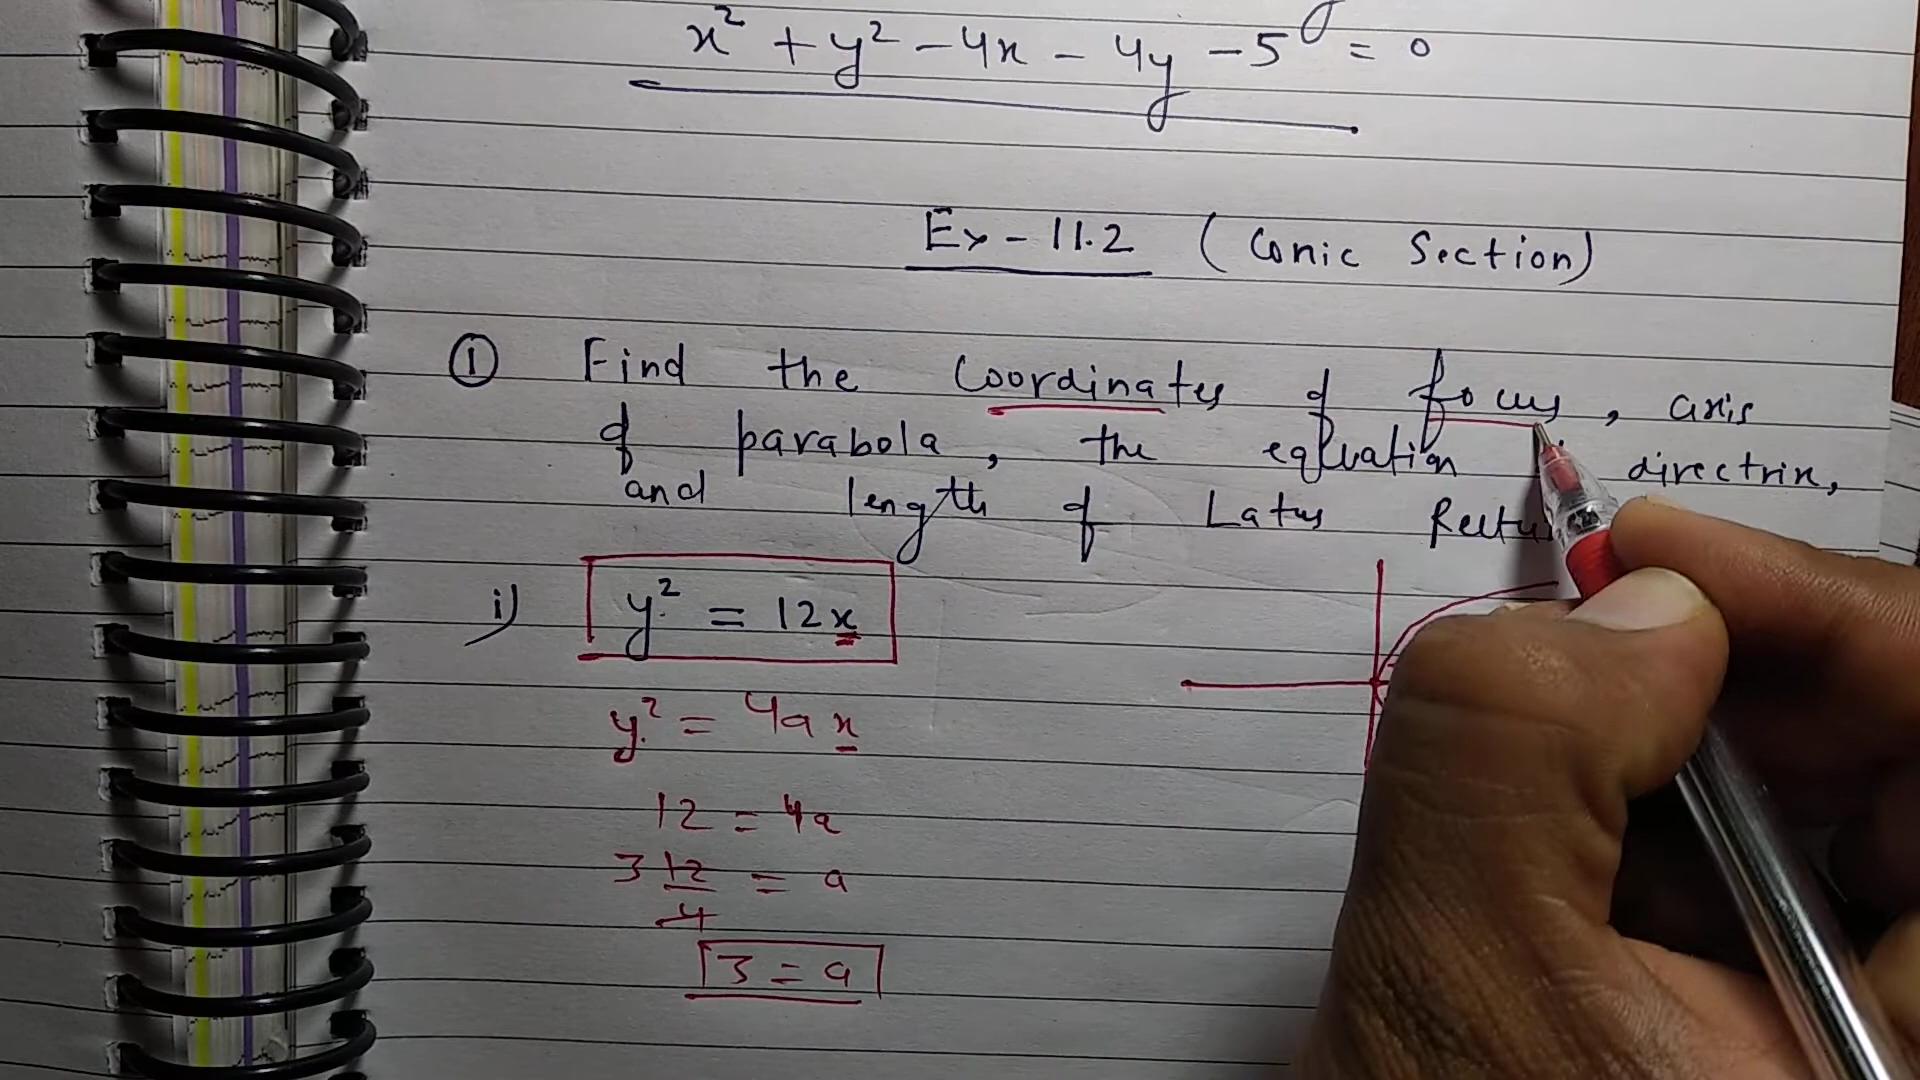 x² + y² - 4x - 4y - 5 = 0
Ex - 11.2 (Conic Section)
① Find the Coordinates of focus, axis
of parabola, the equation directrix,
and length of Latus
i) y² = 12x
y² = 4ax
12 = 4a
3 12/4 = a
3 = a